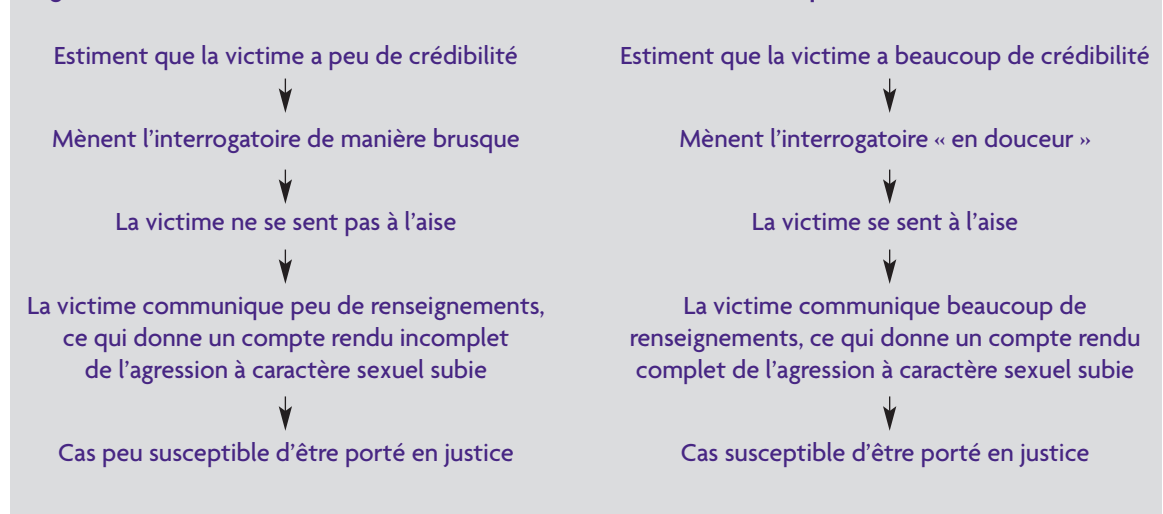 Estiment que la victime a peu de crédibilité
Mènent l’interrogatoire de manière brusque
La victime ne se sent pas à l’aise
La victime communique peu de renseignements,
ce qui donne un compte rendu incomplet
de l’agression à caractère sexuel subie
Cas peu susceptible d’être porté en justice
Estiment que la victime a beaucoup de crédibilité
Mènent l’interrogatoire « en douceur »
La victime se sent à l’aise
La victime communique beaucoup de
renseignements, ce qui donne un compte rendu
complet de l’agression à caractère sexuel subie
Cas susceptible d’être porté en justice